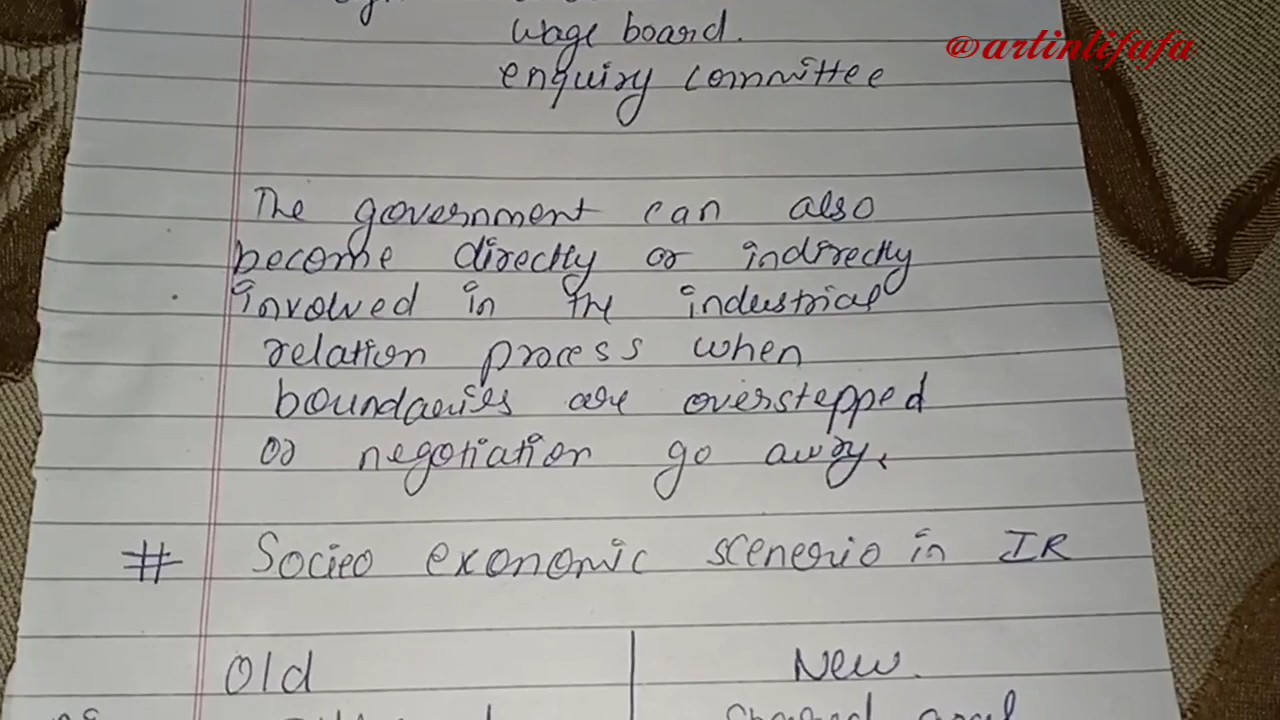 wage board.
@artinlifafa
enquiry committee
The government can also
become directly or indirectly
involved in the industrial
relation process when
boundaries are overstepped
or negotiation go away.
# Socieo exonomic scenerio in IR
Old New.